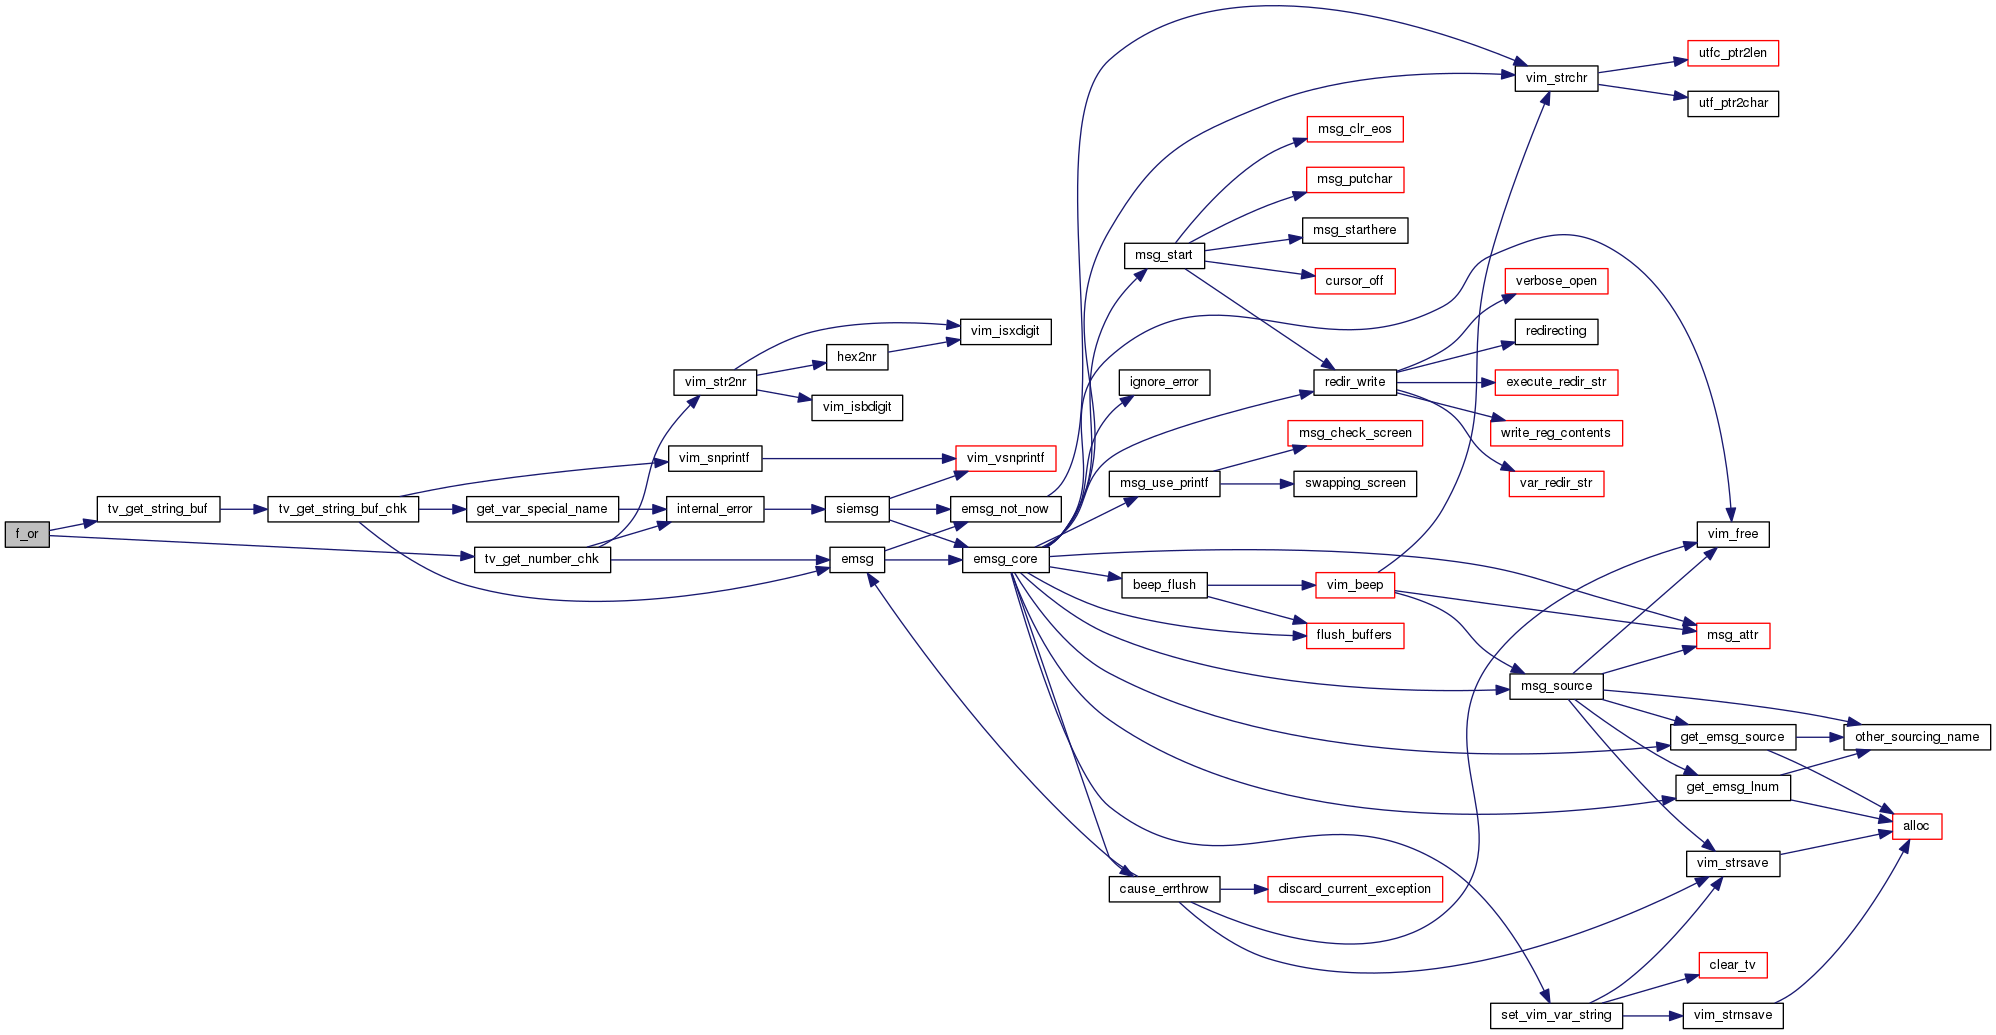 f_or
tv_get_string_buf
tv_get_string_buf_chk
tv_get_number_chk
vim_str2nr
vim_snprintf
get_var_special_name
internal_error
hex2nr
vim_isbdigit
vim_isxdigit
vim_vsnprintf
siemsg
emsg_not_now
emsg
emsg_core
msg_start
ignore_error
msg_use_printf
beep_flush
cause_errthrow
msg_clr_eos
msg_putchar
msg_starthere
cursor_off
redir_write
msg_check_screen
swapping_screen
vim_beep
flush_buffers
discard_current_exception
vim_strchr
verbose_open
redirecting
execute_redir_str
write_reg_contents
var_redir_str
msg_source
set_vim_var_string
utfc_ptr2len
utf_ptr2char
vim_free
msg_attr
get_emsg_source
get_emsg_lnum
vim_strsave
clear_tv
vim_strnsave
other_sourcing_name
alloc